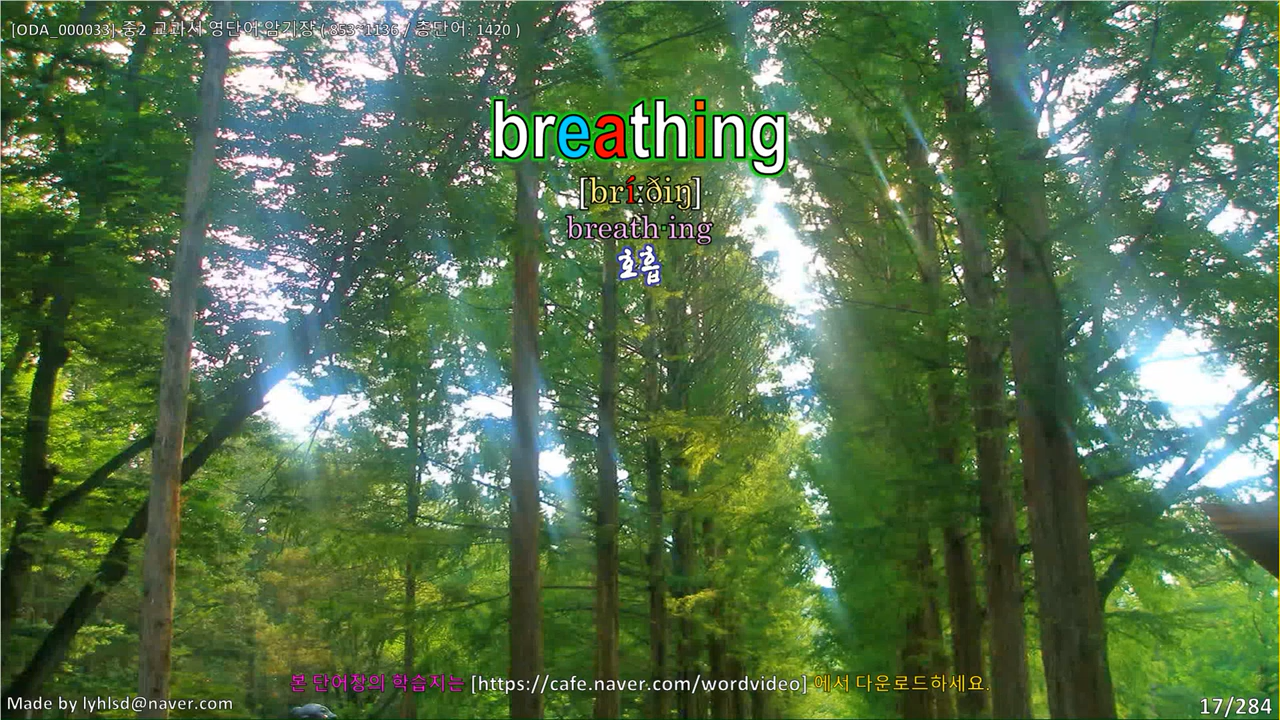 [ODA_000033] 중2 교과서 영단어 암기장 ( 853~1136 / 총단어: 1420 )
breathing
[bríːðiŋ]
breath·ing
호흡
본 단어장의 학습지는 [https://cafe.naver.com/wordvideo] 에서 다운로드하세요.
Made by lyhlsd@naver.com
17/284